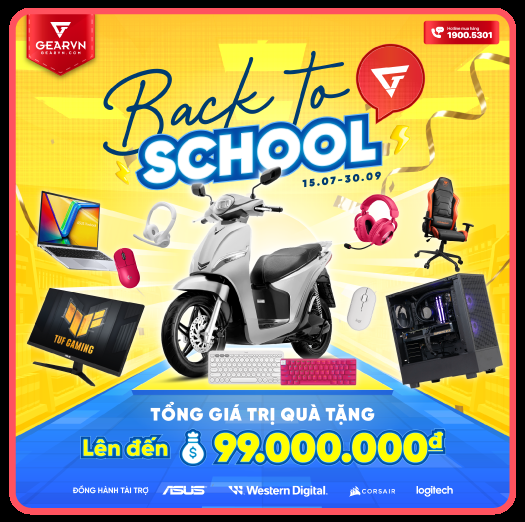 GEARVN
GEARVN.COM
Hotline mua hàng
1900.5301
Back to
SCHOOL
15.07-30.09
TUF GAMING
TỔNG GIÁ TRỊ QUÀ TẶNG
Lên đến $ 99.000.000đ
ĐỒNG HÀNH TÀI TRỢ ASUS Western Digital. CORSAIR logitech